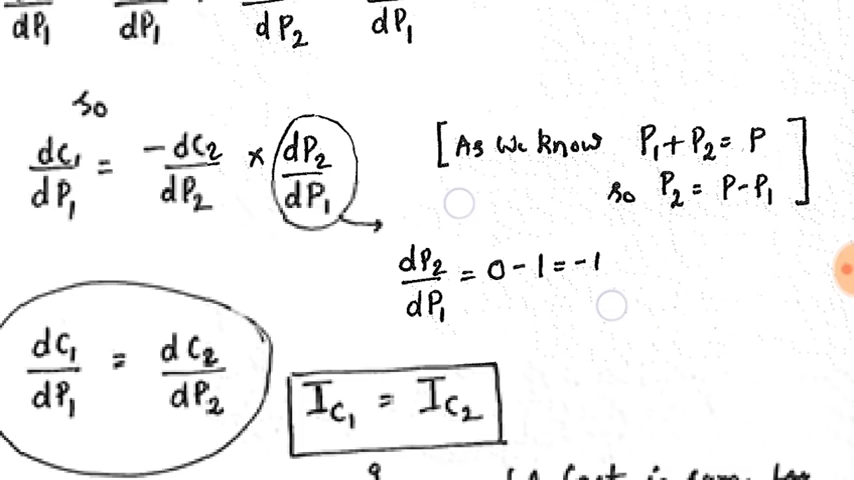 dP₁ dP₁ dP₂ dP₁
so
dC₁/dP₁ = -dC₂/dP₂ × dP₂/dP₁ [As we know P₁+P₂ = P
so P₂ = P-P₁]
dP₂/dP₁ = 0-1 = -1
dC₁/dP₁ = dC₂/dP₂
I_C₁ = I_C₂